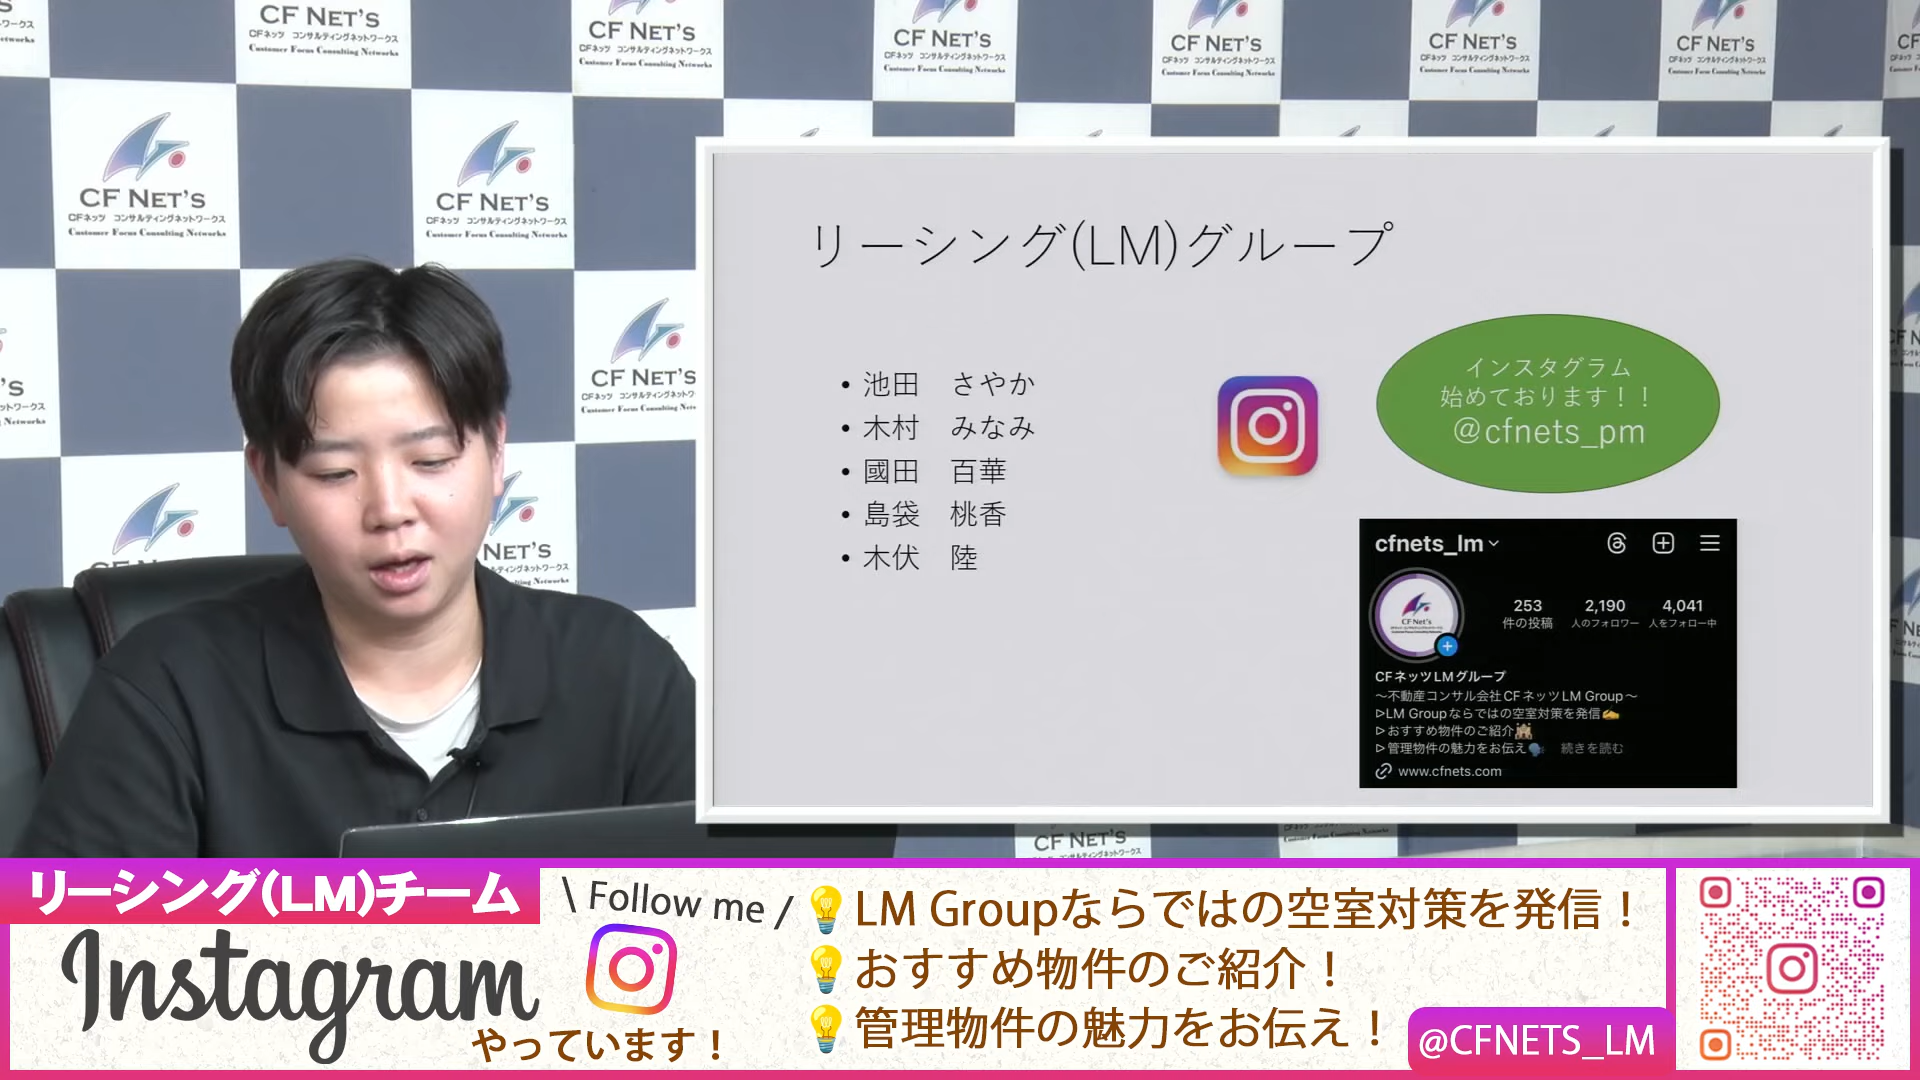 CF NET'S
CFネッツ コンサルティングネットワークス
Customer Focus Consulting Networks
リーシング(LM)グループ
• 池田 さやか
• 木村 みなみ
• 國田 百華
• 島袋 桃香
• 木伏 陸
インスタグラム
始めております！！
@cfnets_pm
cfnets_lm
253 2,190 4,041
件の投稿 人のフォロワー 人をフォロー中
CF Net's
CFネッツLMグループ
〜不動産コンサル会社CFネッツLM Group〜
▷LM Groupならではの空室対策を発信✍️
▷おすすめ物件のご紹介🏰
▷管理物件の魅力をお伝え🗣️ 続きを読む
www.cfnets.com
リーシング(LM)チーム
\ Follow me /
Instagram
やっています！
💡LM Groupならではの空室対策を発信！
💡おすすめ物件のご紹介！
💡管理物件の魅力をお伝え！
@CFNETS_LM